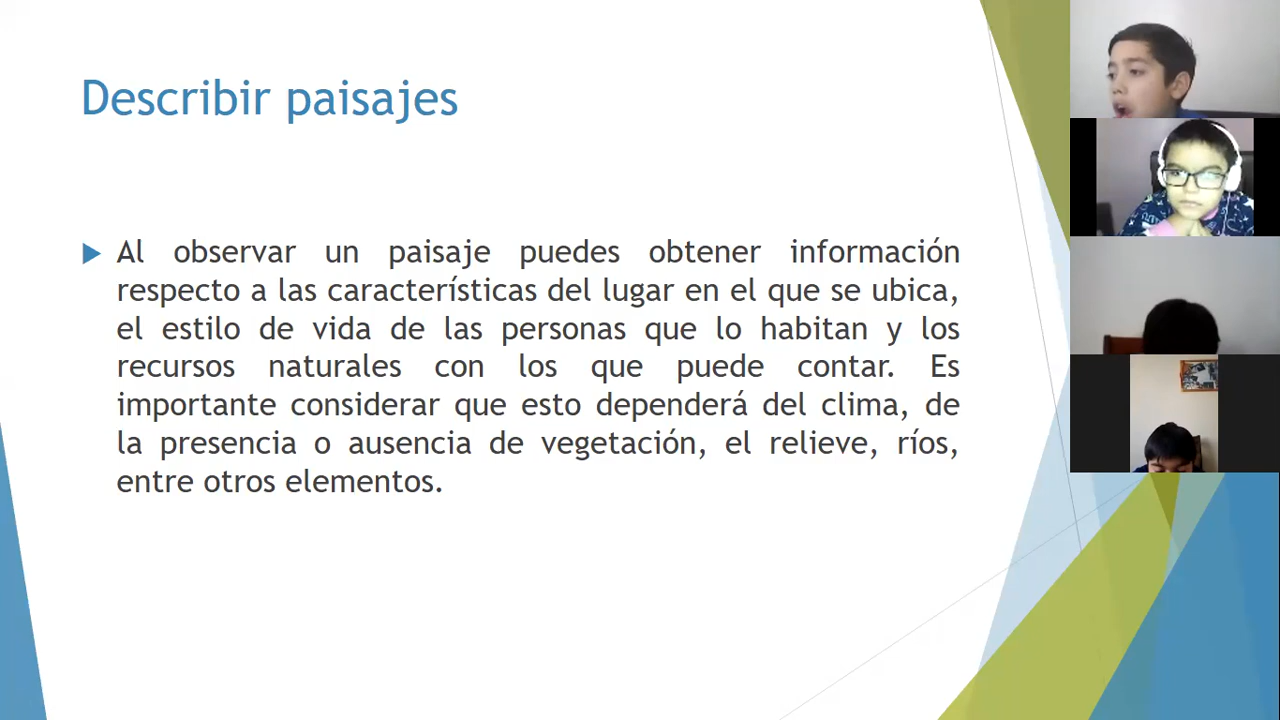 Describir paisajes
Al observar un paisaje puedes obtener información
respecto a las características del lugar en el que se ubica,
el estilo de vida de las personas que lo habitan y los
recursos naturales con los que puede contar. Es
importante considerar que esto dependerá del clima, de
la presencia o ausencia de vegetación, el relieve, ríos,
entre otros elementos.